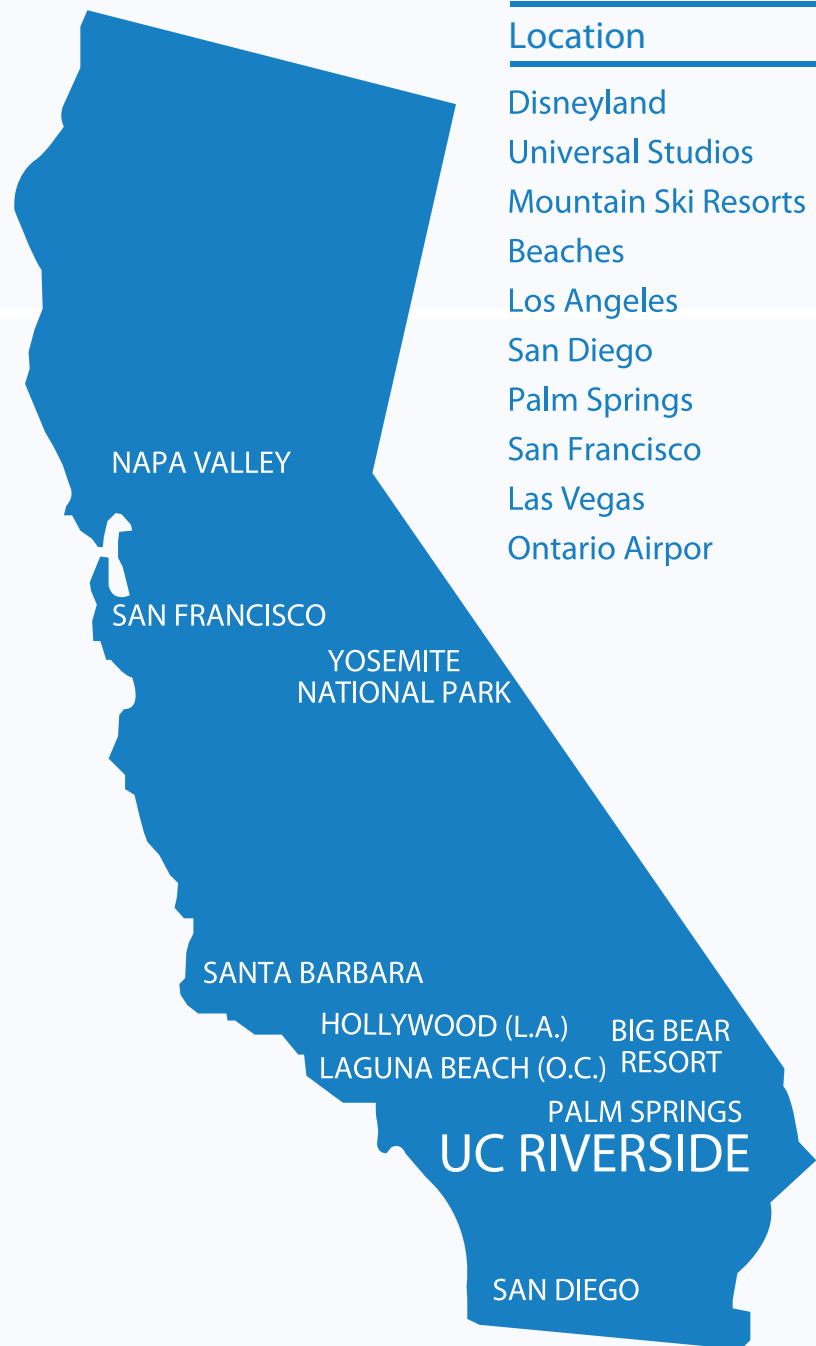 Location
Disneyland
Universal Studios
Mountain Ski Resorts
Beaches
Los Angeles
San Diego
Palm Springs
San Francisco
Las Vegas
Ontario Airpor
NAPA VALLEY
SAN FRANCISCO
YOSEMITE
NATIONAL PARK
SANTA BARBARA
HOLLYWOOD (L.A.)
LAGUNA BEACH (O.C.)
BIG BEAR
RESORT
PALM SPRINGS
UC RIVERSIDE
SAN DIEGO